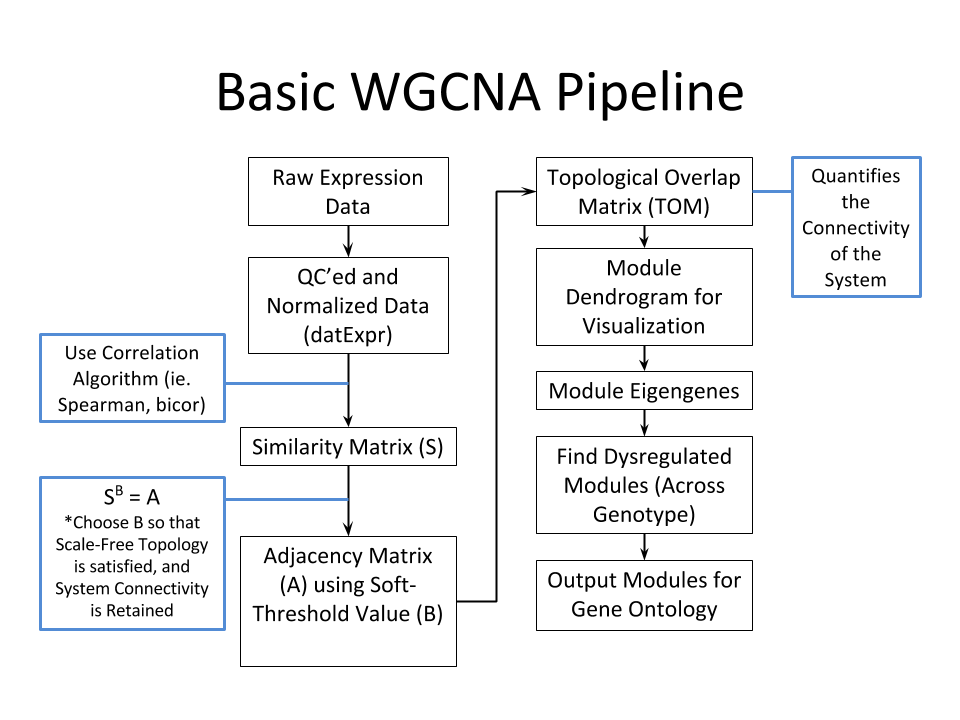 Basic WGCNA Pipeline
Raw Expression
Data
QC’ed and
Normalized Data
(datExpr)
Use Correlation
Algorithm (ie.
Spearman, bicor)
Similarity Matrix (S)
S^B = A
*Choose B so that
Scale-Free Topology
is satisfied, and
System Connectivity
is Retained
Adjacency Matrix
(A) using Soft-
Threshold Value (B)
Topological Overlap
Matrix (TOM)
Quantifies
the
Connectivity
of the
System
Module
Dendrogram for
Visualization
Module Eigengenes
Find Dysregulated
Modules (Across
Genotype)
Output Modules for
Gene Ontology